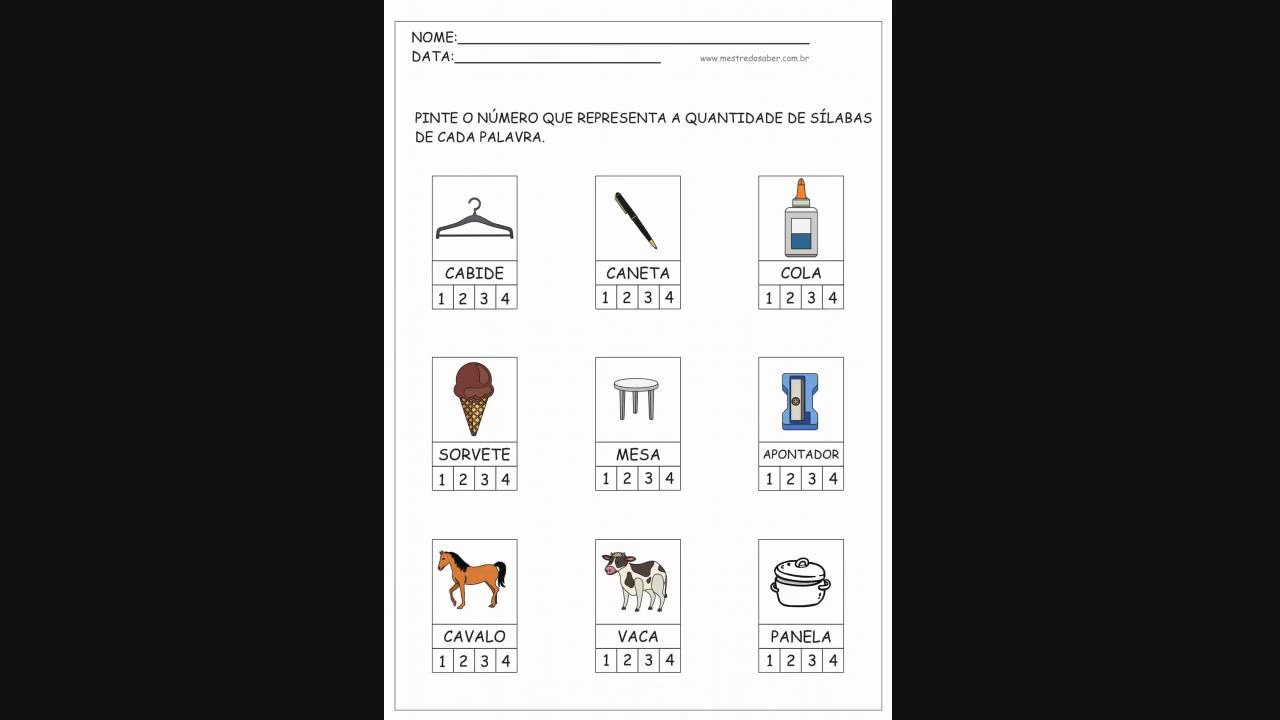 NOME:
DATA:
www.mestredosaber.com.br
PINTE O NÚMERO QUE REPRESENTA A QUANTIDADE DE SÍLABAS
DE CADA PALAVRA.
CABIDE CANETA COLA
1 2 3 4 1 2 3 4 1 2 3 4
SORVETE MESA APONTADOR
1 2 3 4 1 2 3 4 1 2 3 4
CAVALO VACA PANELA
1 2 3 4 1 2 3 4 1 2 3 4